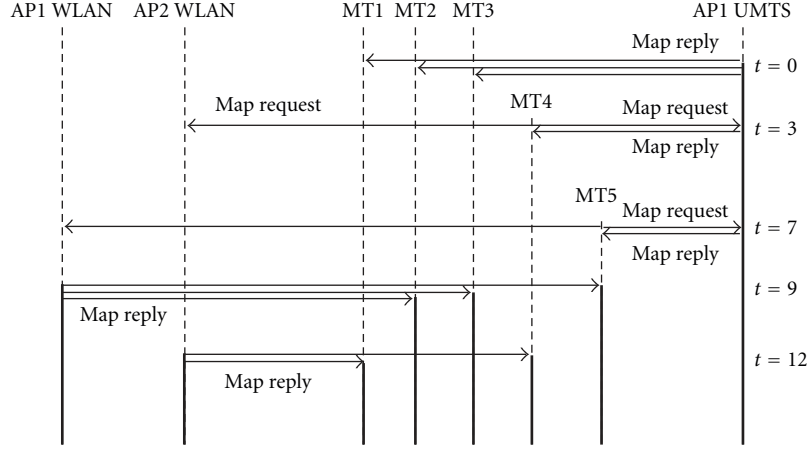 AP1 WLAN AP2 WLAN MT1 MT2 MT3 AP1 UMTS
Map reply
t = 0
MT4
Map request Map request
t = 3
Map reply
MT5
Map request
t = 7
Map reply
t = 9
Map reply
t = 12
Map reply